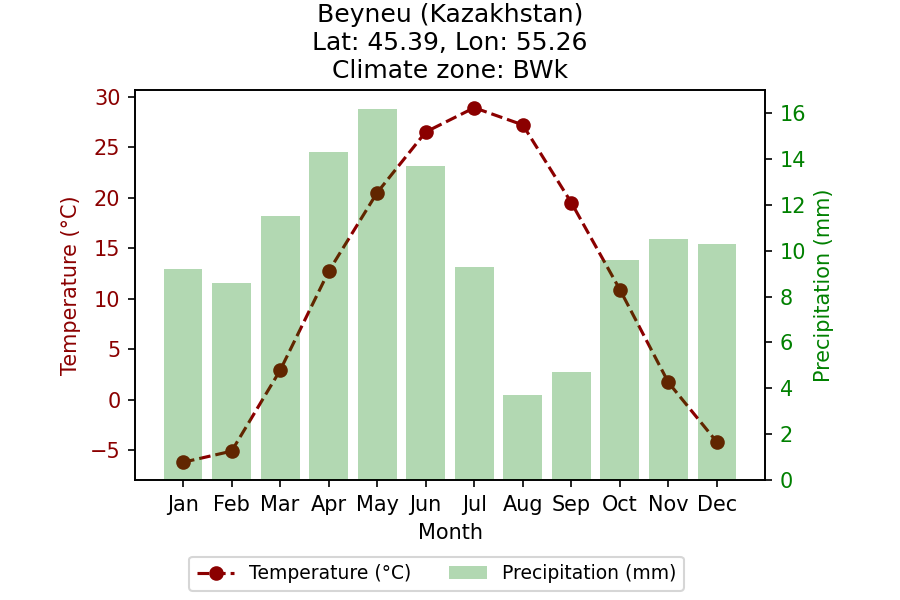 Beyneu (Kazakhstan)
Lat: 45.39, Lon: 55.26
Climate zone: BWk
Temperature (°C)
30
25
20
15
10
5
0
−5
16
14
12
10
8
6
4
2
0
Precipitation (mm)
Jan Feb Mar Apr May Jun Jul Aug Sep Oct Nov Dec
Month
Temperature (°C) Precipitation (mm)